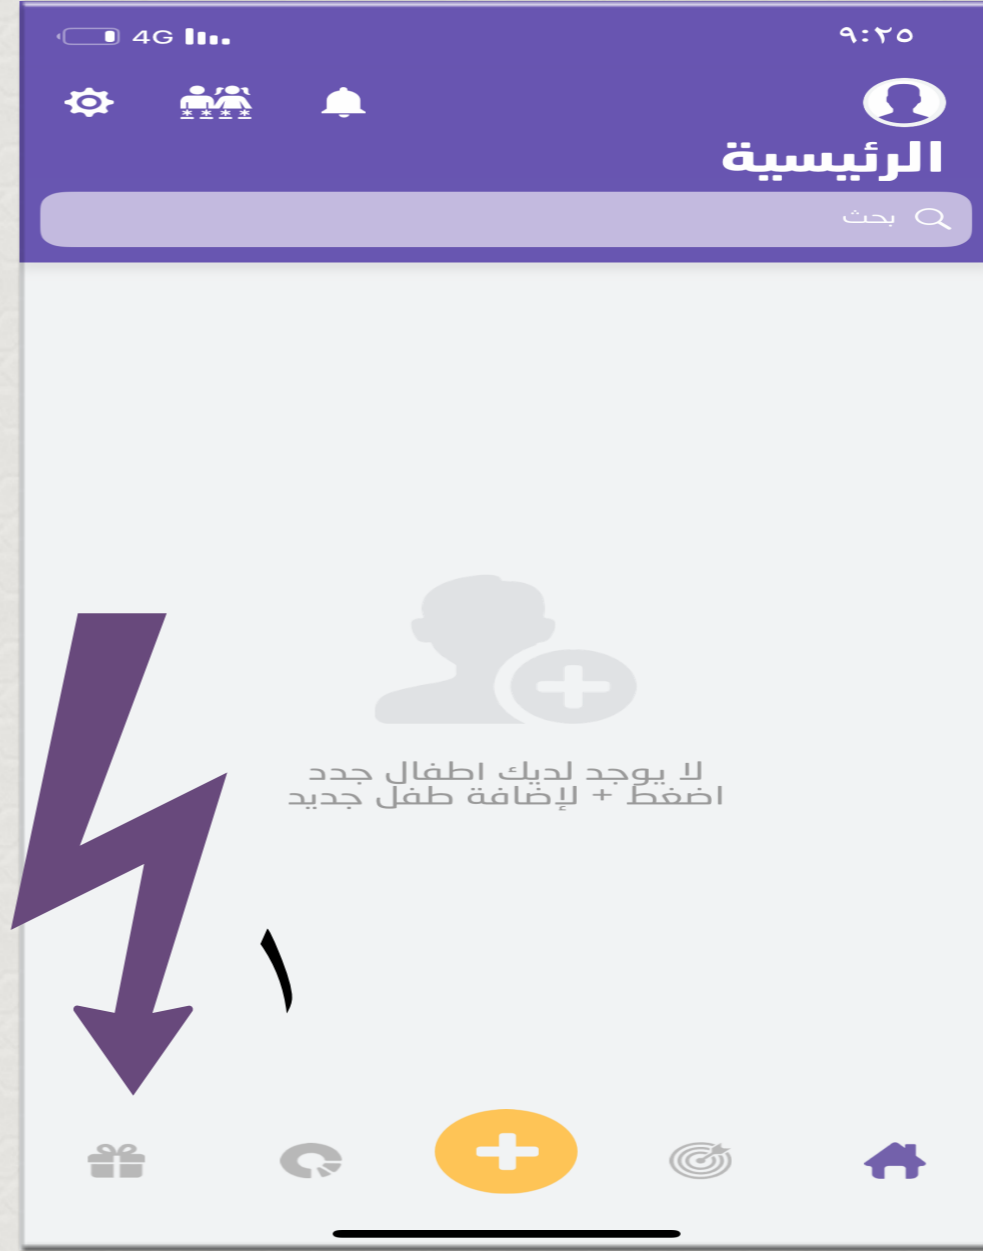 4G ٩:٢٥
****
الرئيسية
بحث
لا يوجد لديك اطفال جدد
اضغط + لإضافة طفل جديد
١